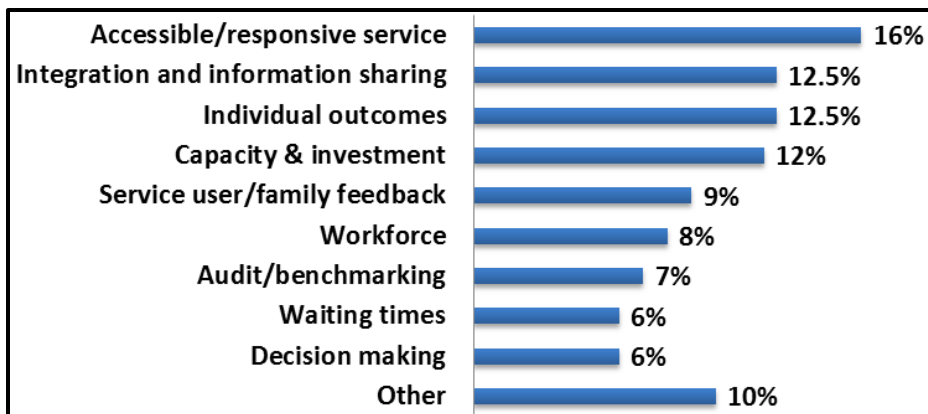 Accessible/responsive service 16%
Integration and information sharing 12.5%
Individual outcomes 12.5%
Capacity & investment 12%
Service user/family feedback 9%
Workforce 8%
Audit/benchmarking 7%
Waiting times 6%
Decision making 6%
Other 10%